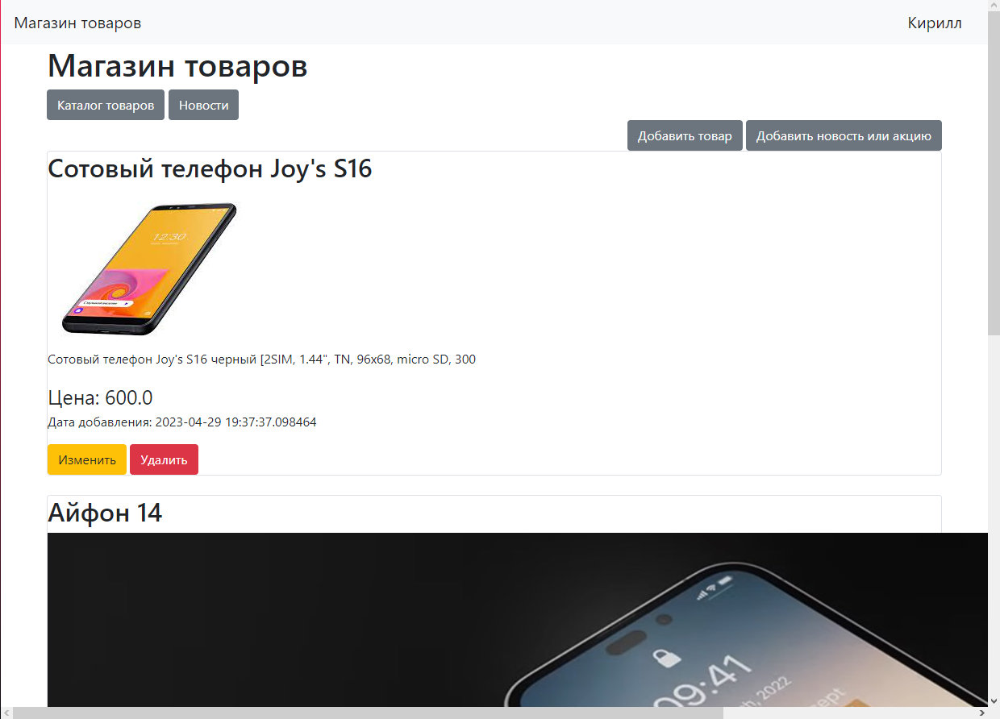 Магазин товаров
Кирилл
Магазин товаров
Каталог товаров
Новости
Добавить товар
Добавить новость или акцию
Сотовый телефон Joy's S16
12:30
Сотовый телефон Joy's S16 черный [2SIM, 1.44", TN, 96x68, micro SD, 300
Цена: 600.0
Дата добавления: 2023-04-29 19:37:37.098464
Изменить
Удалить
Айфон 14
09:41
2022